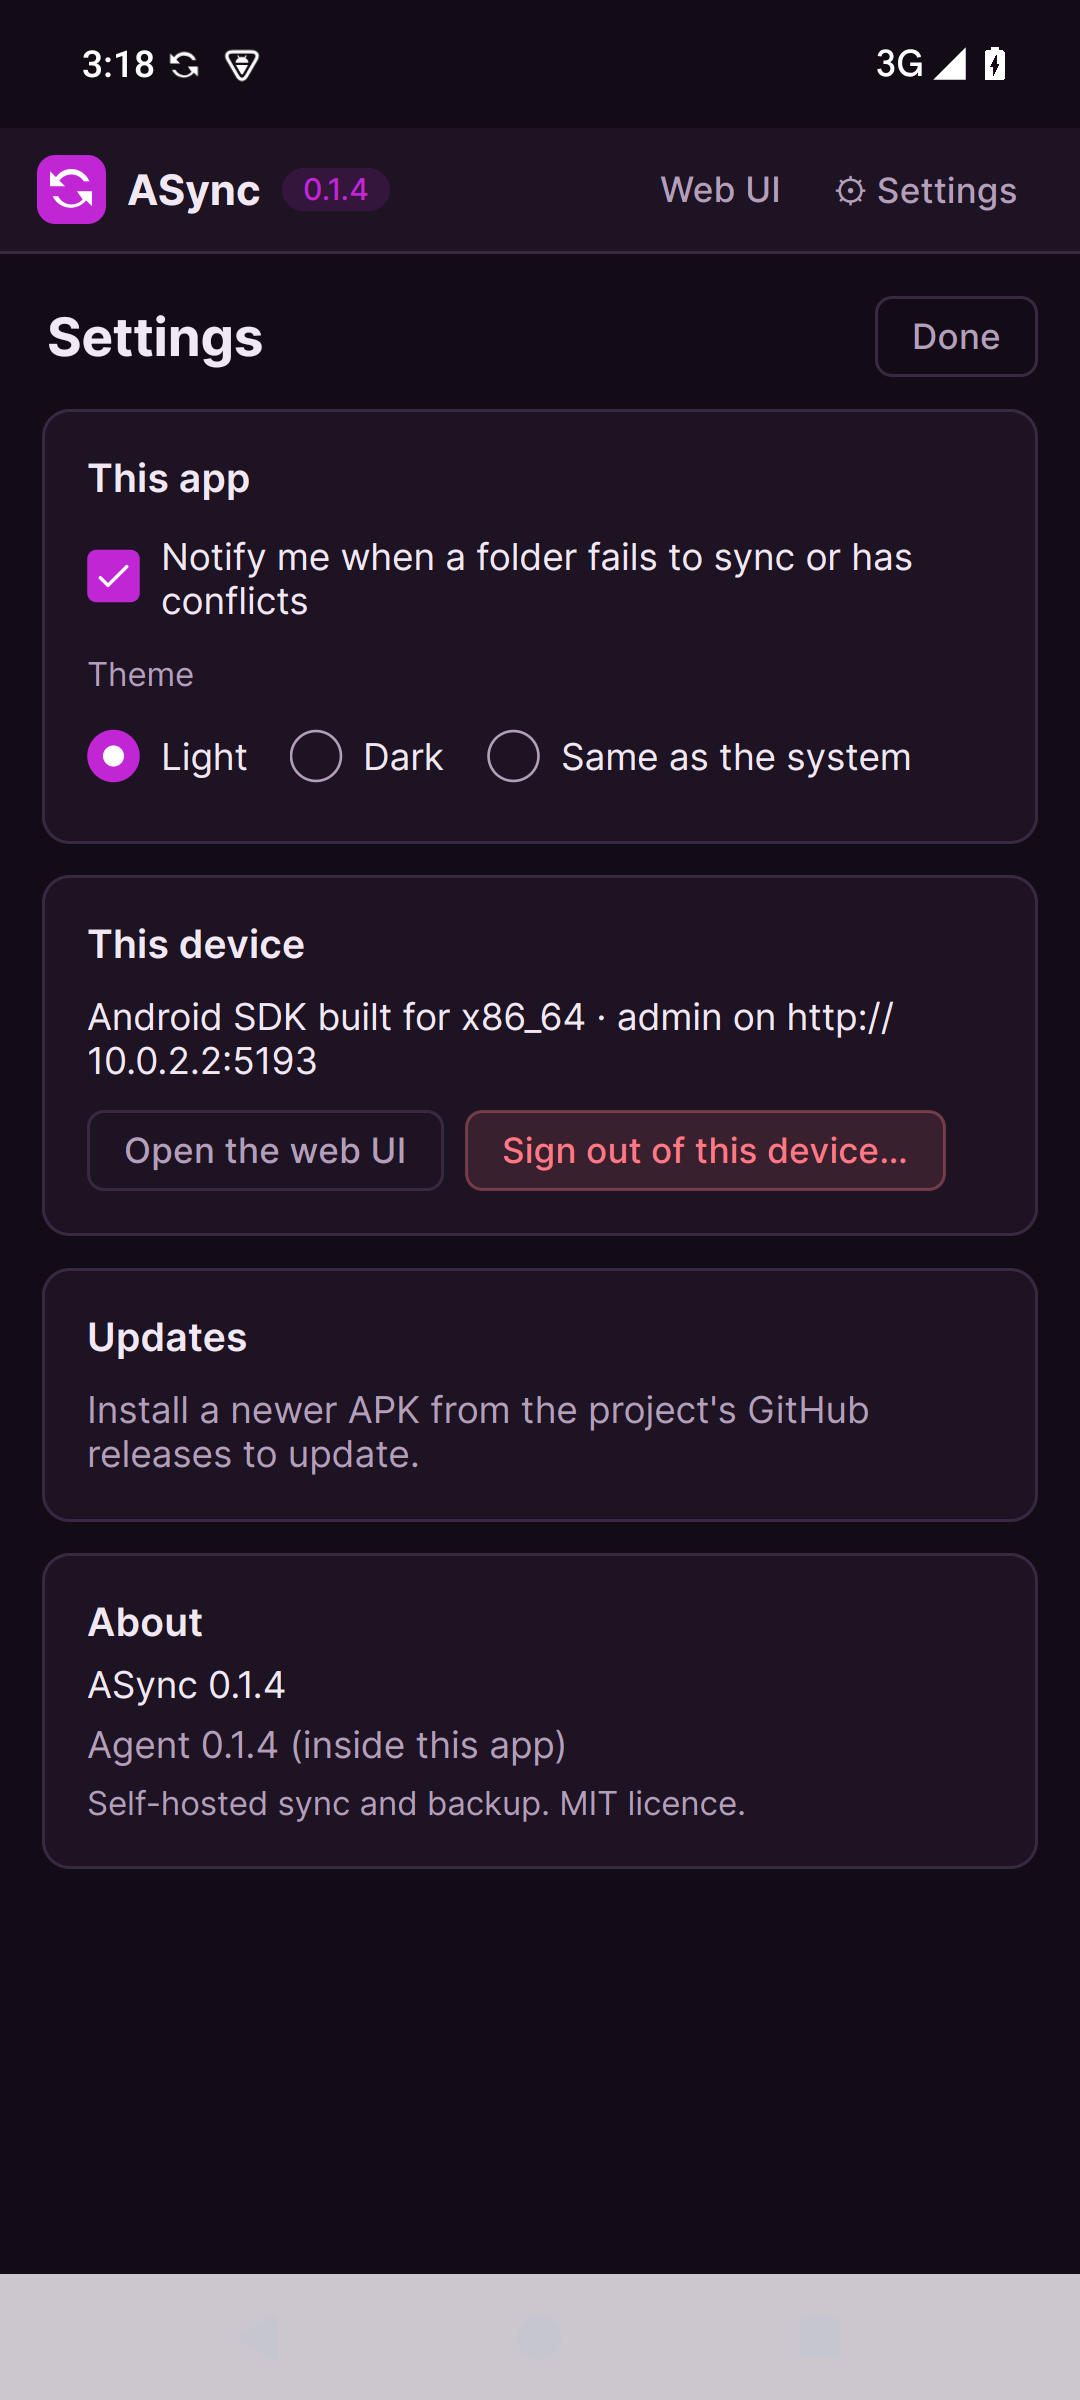 3:18
3G
ASync 0.1.4 Web UI Settings
Settings
Done
This app
Notify me when a folder fails to sync or has
conflicts
Theme
Light Dark Same as the system
This device
Android SDK built for x86_64 · admin on http://
10.0.2.2:5193
Open the web UI
Sign out of this device...
Updates
Install a newer APK from the project's GitHub
releases to update.
About
ASync 0.1.4
Agent 0.1.4 (inside this app)
Self-hosted sync and backup. MIT licence.